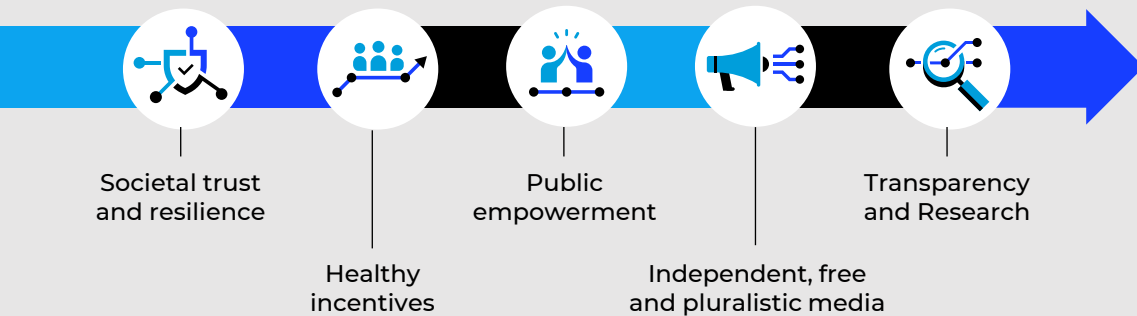 Societal trust
and resilience
Healthy
incentives
Public
empowerment
Independent, free
and pluralistic media
Transparency
and Research